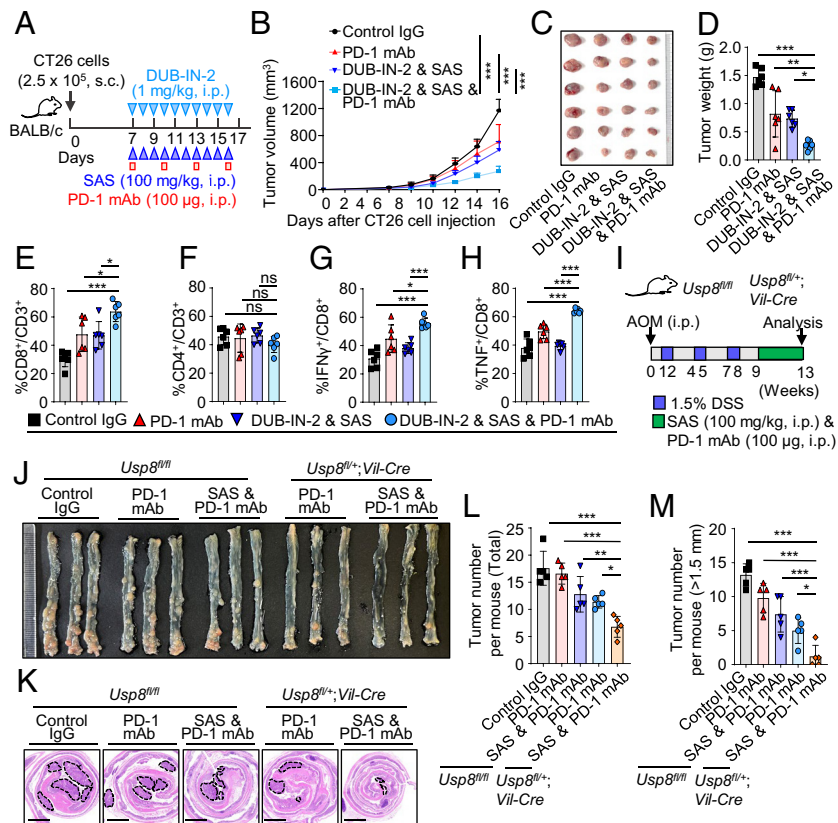 A
CT26 cells
(2.5 x 10⁵, s.c.)
DUB-IN-2
(1 mg/kg, i.p.)
BALB/c
0
7 9 11 13 15 17
Days
SAS (100 mg/kg, i.p.)
PD-1 mAb (100 µg, i.p.)
B
Control IgG
PD-1 mAb
DUB-IN-2 & SAS
DUB-IN-2 & SAS &
PD-1 mAb
***
***
***
Tumor volume (mm³)
1500
1000
500
0
0 2 4 6 8 10 12 14 16
Days after CT26 cell injection
C
Control IgG
PD-1 mAb
DUB-IN-2 & SAS
DUB-IN-2 & SAS
& PD-1 mAb
D
Tumor weight (g)
2.0
1.5
1.0
0.5
0.0
***
**
*
Control IgG
PD-1 mAb
DUB-IN-2 & SAS
DUB-IN-2 & SAS
& PD-1 mAb
E
%CD8⁺/CD3⁺
80
60
40
20
0
*
*
***
F
%CD4⁺/CD3⁺
80
60
40
20
0
ns
ns
ns
G
%IFNγ⁺/CD8⁺
80
60
40
20
0
***
*
***
H
%TNF⁺/CD8⁺
80
60
40
20
0
***
***
***
Control IgG PD-1 mAb DUB-IN-2 & SAS DUB-IN-2 & SAS & PD-1 mAb
I
Usp8fl/fl
Usp8fl/+;
Vil-Cre
AOM (i.p.)
Analysis
0 12 45 78 9 13
(Weeks)
1.5% DSS
SAS (100 mg/kg, i.p.) &
PD-1 mAb (100 µg, i.p.)
J
Usp8fl/fl
Usp8fl/+;Vil-Cre
Control
IgG
PD-1
mAb
SAS &
PD-1 mAb
PD-1
mAb
SAS &
PD-1 mAb
K
Usp8fl/fl
Usp8fl/+;Vil-Cre
Control
IgG
PD-1
mAb
SAS &
PD-1 mAb
PD-1
mAb
SAS &
PD-1 mAb
L
Tumor number
per mouse (Total)
25
20
15
10
5
0
***
***
**
*
Control IgG
PD-1 mAb
SAS & PD-1 mAb
PD-1 mAb
SAS & PD-1 mAb
Usp8fl/fl
Usp8fl/+;
Vil-Cre
M
Tumor number
per mouse (>1.5 mm)
20
15
10
5
0
***
***
***
*
Control IgG
PD-1 mAb
SAS & PD-1 mAb
PD-1 mAb
SAS & PD-1 mAb
Usp8fl/fl
Usp8fl/+;
Vil-Cre